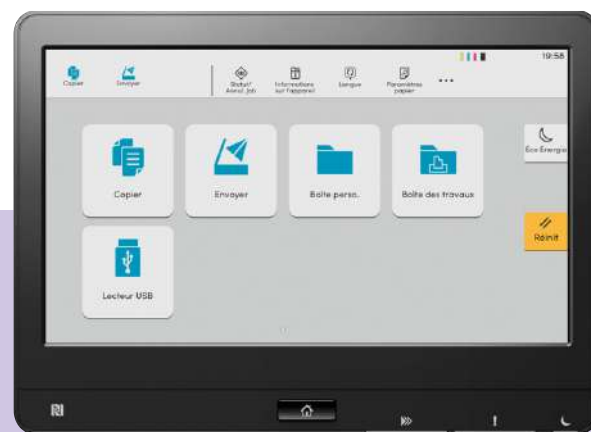 19:58
Copier
Envoyer
Statut/
Annul. job
Informations
sur l'appareil
Langue
Paramètres
papier
...
Éco Énergie
Copier
Envoyer
Boîte perso.
Boîte des travaux
Réinit
Lecteur USB